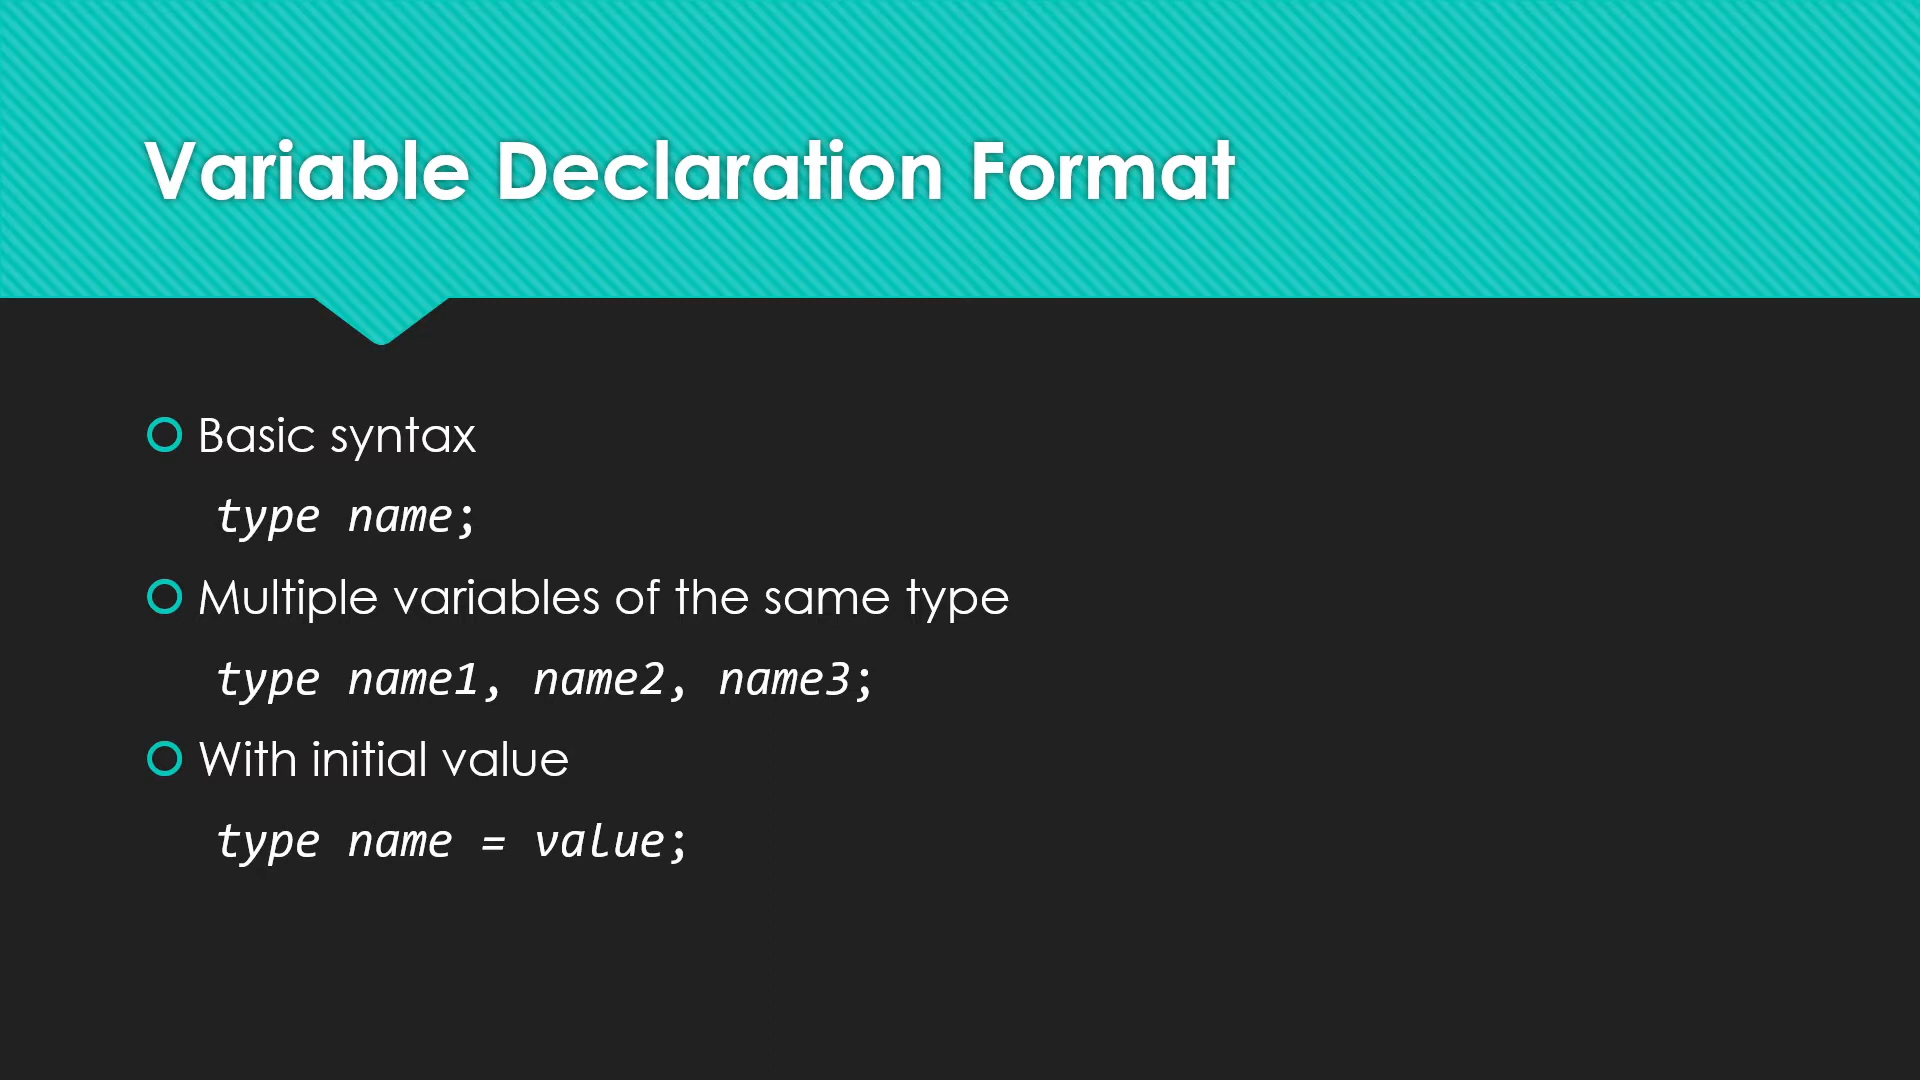 Variable Declaration Format
Basic syntax
type name;
Multiple variables of the same type
type name1, name2, name3;
With initial value
type name = value;